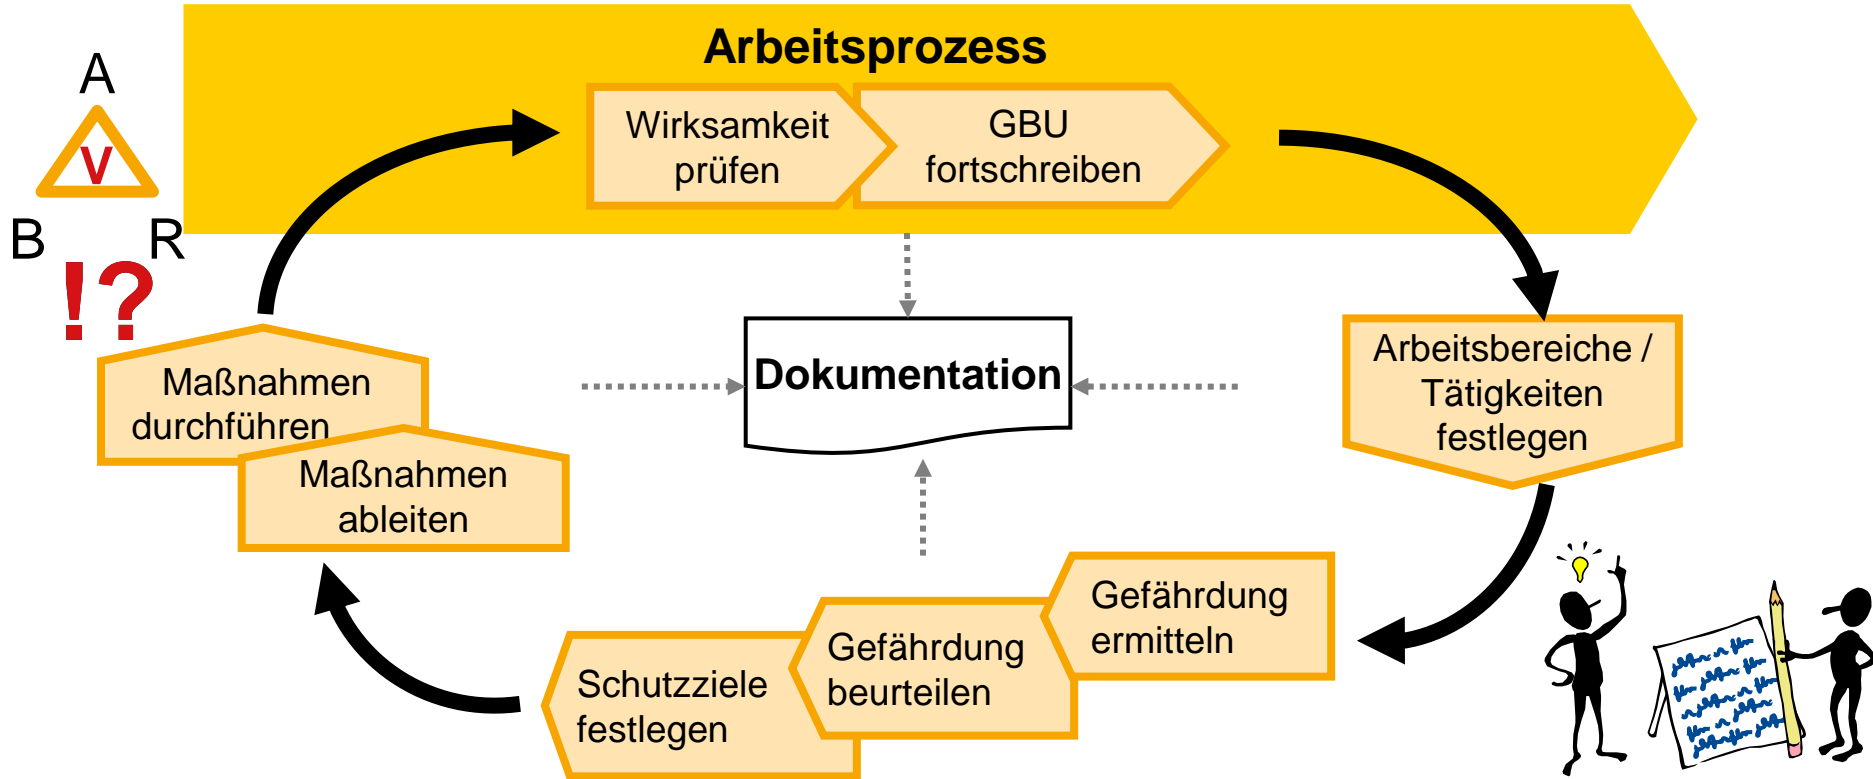 Arbeitsprozess
A
V
B
R
!?
Wirksamkeit
prüfen
GBU
fortschreiben
Arbeitsbereiche /
Tätigkeiten
festlegen
Dokumentation
Maßnahmen
durchführen
Maßnahmen
ableiten
Gefährdung
ermitteln
Gefährdung
beurteilen
Schutzziele
festlegen